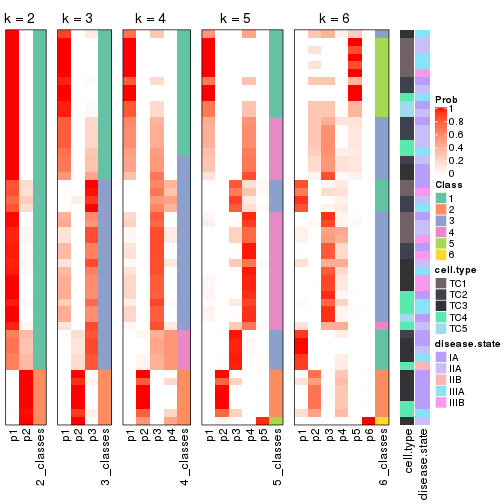 k = 2 k = 3 k = 4 k = 5 k = 6
Prob
1
0.8
0.6
0.4
0.2
0
Class
1
2
3
4
5
6
cell.type
TC1
TC2
TC3
TC4
TC5
disease.state
IA
IIA
IIB
IIIA
IIIB
p1 p2 2_classes p1 p2 p3 3_classes p1 p2 p3 p4 4_classes p1 p2 p3 p4 p5 5_classes p1 p2 p3 p4 p5 p6 6_classes cell.type disease.state